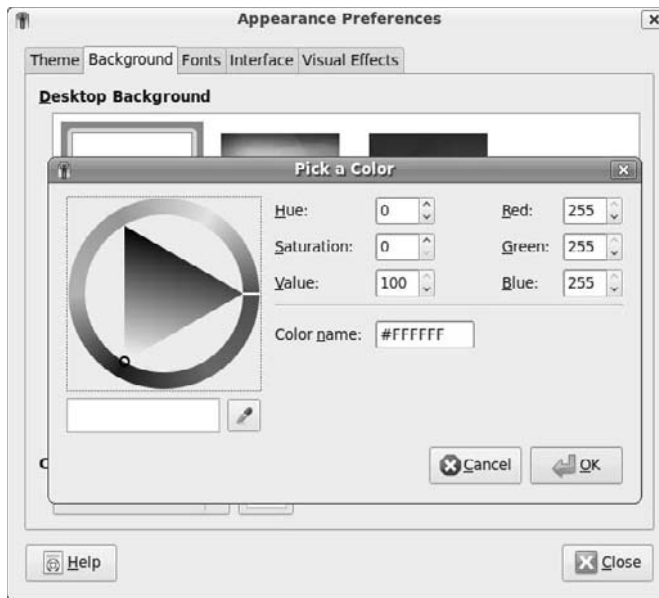 Appearance Preferences
Theme Background Fonts Interface Visual Effects
Desktop Background
Pick a Color
Hue: 0 Red: 255
Saturation: 0 Green: 255
Value: 100 Blue: 255
Color name: #FFFFFF
C
Cancel OK
Help Close